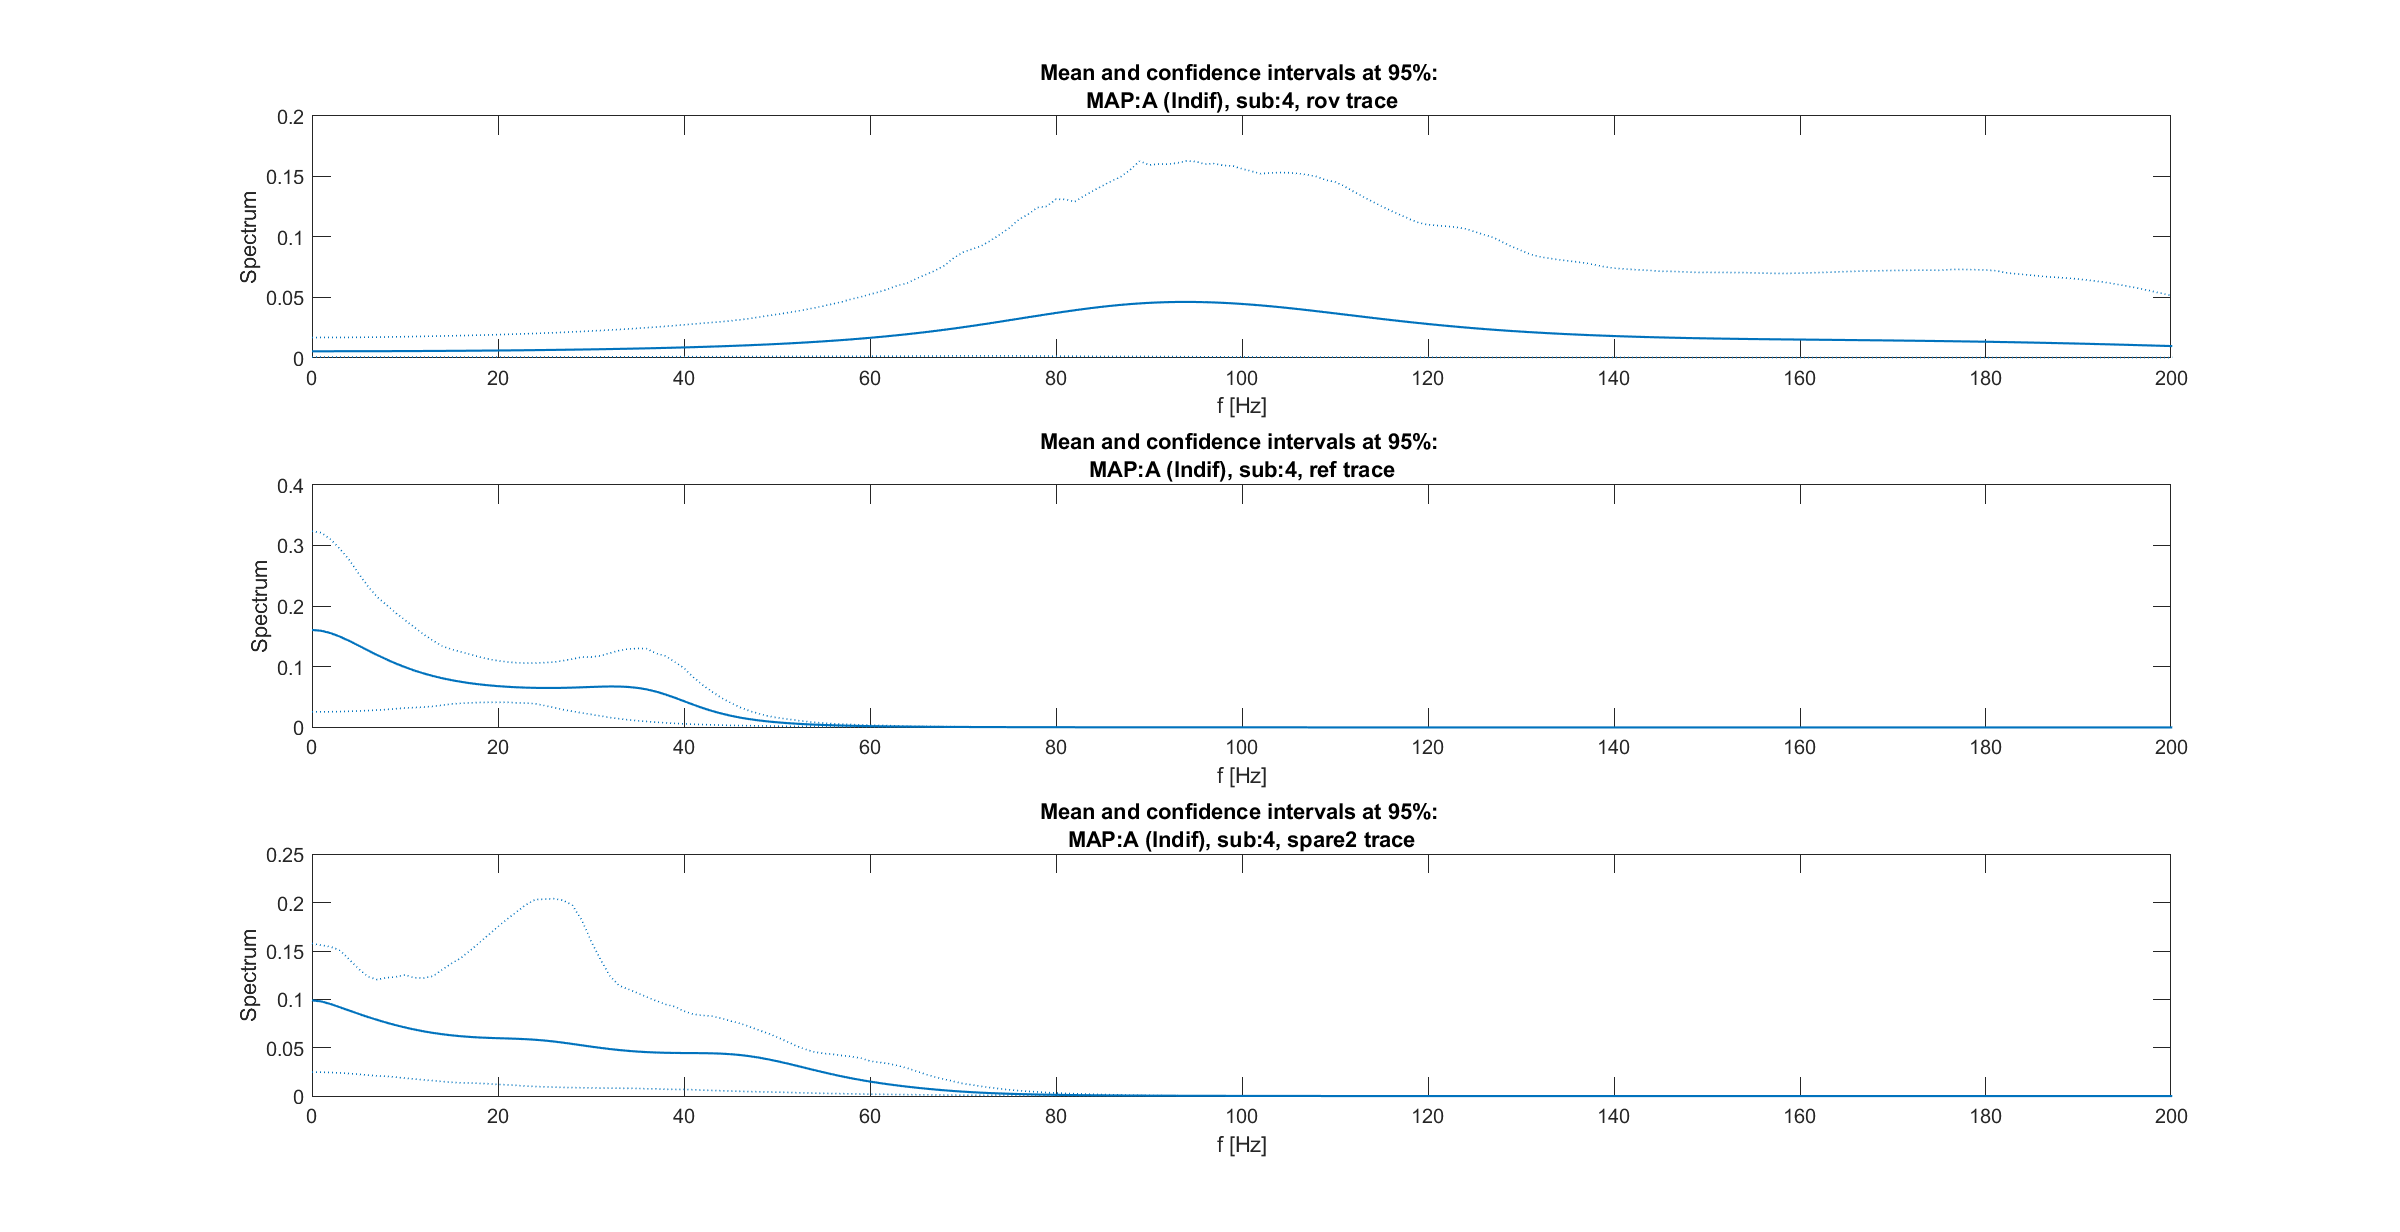 Mean and confidence intervals at 95%:
MAP:A (Indif), sub:4, rov trace
Spectrum
0.2
0.15
0.1
0.05
0
0 20 40 60 80 100 120 140 160 180 200
f [Hz]
Mean and confidence intervals at 95%:
MAP:A (Indif), sub:4, ref trace
Spectrum
0.4
0.3
0.2
0.1
0
0 20 40 60 80 100 120 140 160 180 200
f [Hz]
Mean and confidence intervals at 95%:
MAP:A (Indif), sub:4, spare2 trace
Spectrum
0.25
0.2
0.15
0.1
0.05
0
0 20 40 60 80 100 120 140 160 180 200
f [Hz]